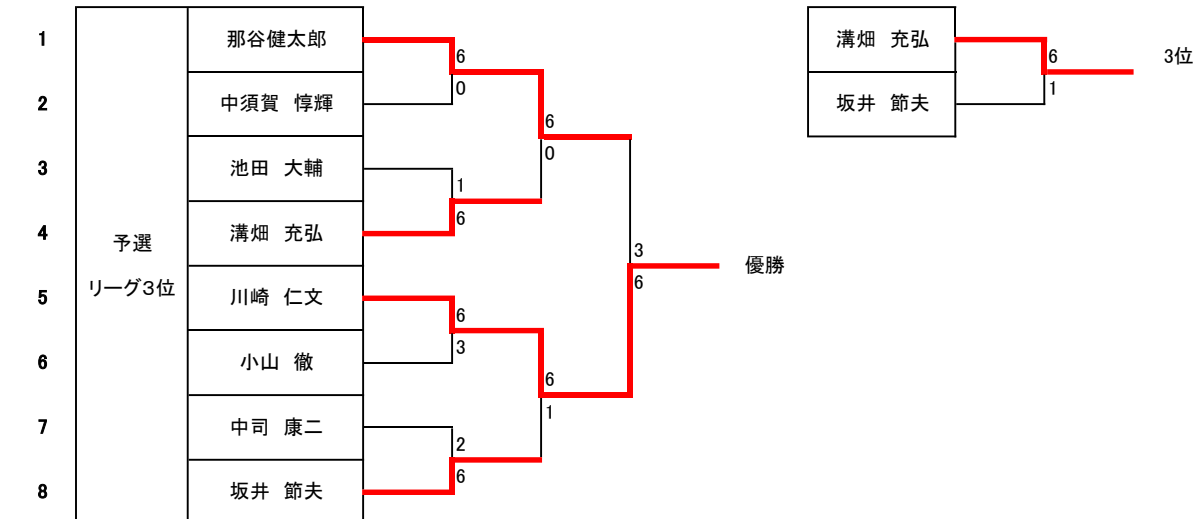 1
那谷健太郎
6
0
2
中須賀 惇輝
6
0
3
池田 大輔
1
6
4
溝畑 充弘
予選
リーグ3位
3
6
優勝
5
川崎 仁文
6
3
6
小山 徹
6
1
7
中司 康二
2
6
8
坂井 節夫
溝畑 充弘
坂井 節夫
6
1
3位